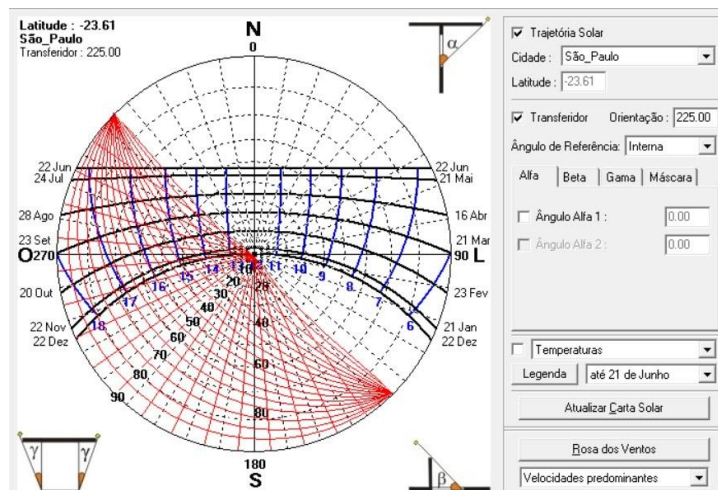 Latitude : -23.61
São_Paulo
Transferidor : 225.00
N
0
α
22 Jun
24 Jul
28 Ago
23 Set
O 270
20 Out
22 Nov
22 Dez
22 Jun
21 Mai
16 Abr
21 Mar
90 L
23 Fev
21 Jan
22 Dez
18
17
16
15
14
13
11
10
9
8
7
6
10
20
30
40
50
60
70
80
90
20
40
60
80
180
S
γ γ
β
Trajetória Solar
Cidade : São_Paulo
Latitude : -23.61
Transferidor Orientação : 225.00
Ângulo de Referência: Interna
Alfa Beta Gama Máscara
Ângulo Alfa 1 : 0.00
Ângulo Alfa 2 : 0.00
Temperaturas
Legenda até 21 de Junho
Atualizar Carta Solar
Rosa dos Ventos
Velocidades predominantes